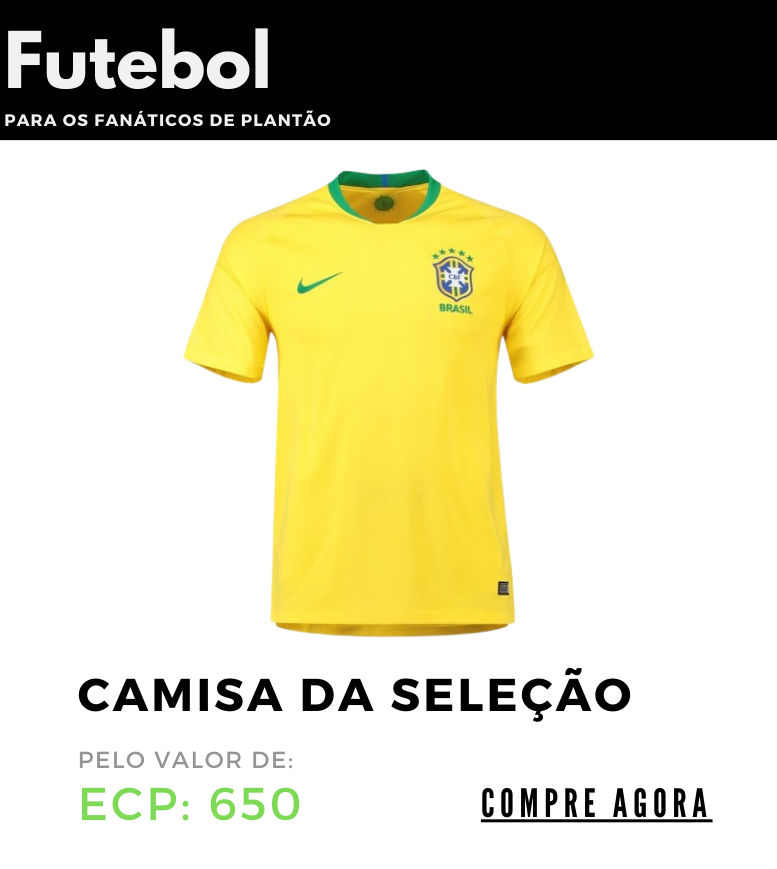 Futebol
PARA OS FANÁTICOS DE PLANTÃO
CBF
BRASIL
CAMISA DA SELEÇÃO
PELO VALOR DE:
ECP: 650
COMPRE AGORA